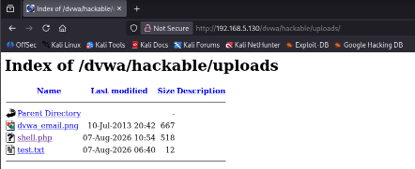 Index of /dvwa/hackable/u
Not Secure http://192.168.5.130/dvwa/hackable/uploads/
OffSec Kali Linux Kali Tools Kali Docs Kali Forums Kali NetHunter Exploit-DB Google Hacking DB
Index of /dvwa/hackable/uploads
Name Last modified Size Description
Parent Directory -
dvwa_email.png 10-Jul-2013 20:42 667
shell.php 07-Aug-2026 10:54 518
test.txt 07-Aug-2026 06:40 12